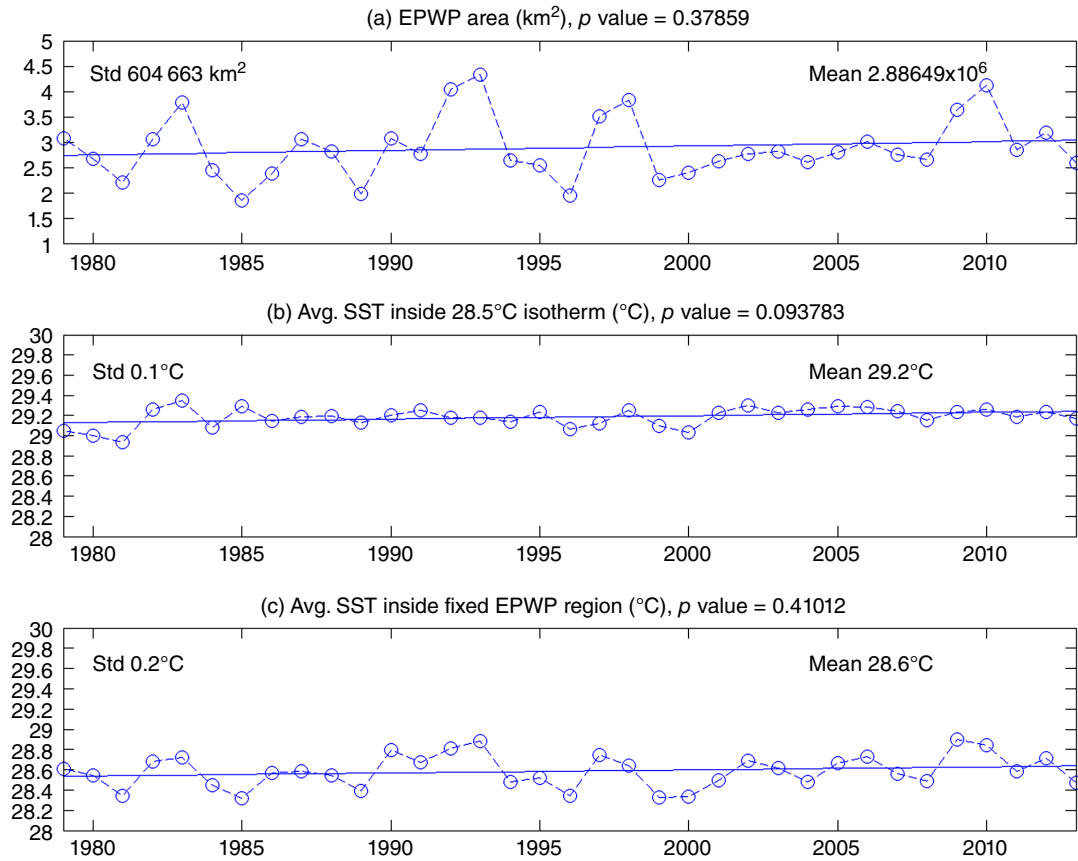 (a) EPWP area (km²), p value = 0.37859
5
4.5
4
3.5
3
2.5
2
1.5
1
Std 604 663 km²
Mean 2.88649x10⁶
1980 1985 1990 1995 2000 2005 2010
(b) Avg. SST inside 28.5°C isotherm (°C), p value = 0.093783
30
29.8
29.6
29.4
29.2
29
28.8
28.6
28.4
28.2
28
Std 0.1°C
Mean 29.2°C
1980 1985 1990 1995 2000 2005 2010
(c) Avg. SST inside fixed EPWP region (°C), p value = 0.41012
30
29.8
29.6
29.4
29.2
29
28.8
28.6
28.4
28.2
28
Std 0.2°C
Mean 28.6°C
1980 1985 1990 1995 2000 2005 2010